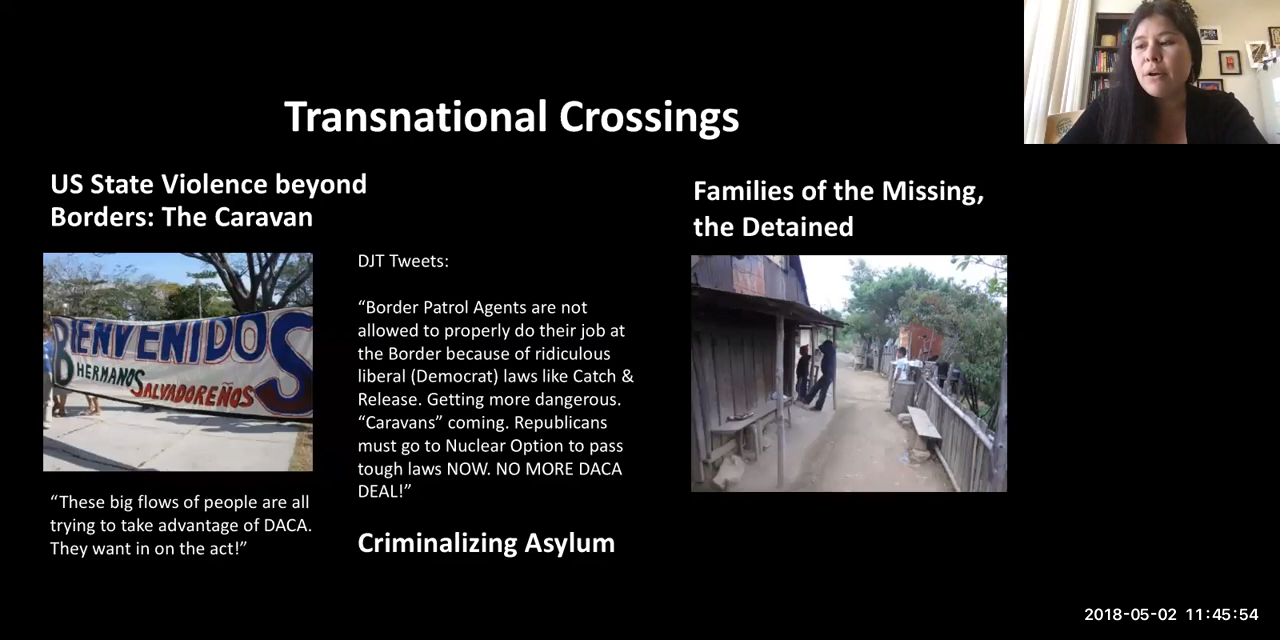 Transnational Crossings
US State Violence beyond
Borders: The Caravan
BIENVENIDOS
HERMANOS
SALVADOREÑOS
“These big flows of people are all
trying to take advantage of DACA.
They want in on the act!”
DJT Tweets:
“Border Patrol Agents are not
allowed to properly do their job at
the Border because of ridiculous
liberal (Democrat) laws like Catch &
Release. Getting more dangerous.
“Caravans” coming. Republicans
must go to Nuclear Option to pass
tough laws NOW. NO MORE DACA
DEAL!”
Criminalizing Asylum
Families of the Missing,
the Detained
2018-05-02 11:45:54